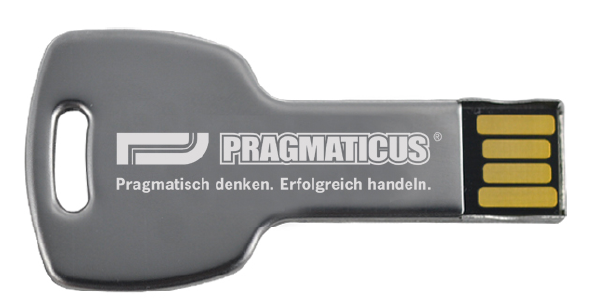 PRAGMATICUS®
Pragmatisch denken. Erfolgreich handeln.